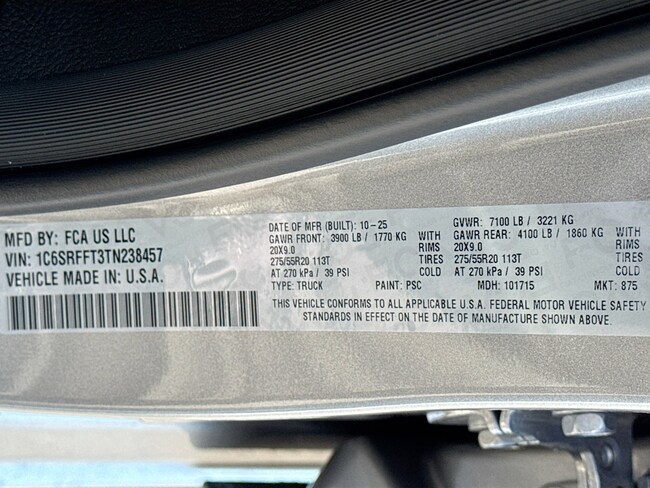 MFD BY: FCA US LLC
VIN: 1C6SRFFT3TN238457
VEHICLE MADE IN: U.S.A.
DATE OF MFR (BUILT): 10-25
GAWR FRONT: 3900 LB / 1770 KG WITH
20X9.0 RIMS
275/55R20 113T TIRES
AT 270 kPa / 39 PSI COLD
GVWR: 7100 LB / 3221 KG
GAWR REAR: 4100 LB / 1860 KG WITH
20X9.0 RIMS
275/55R20 113T TIRES
AT 270 kPa / 39 PSI COLD
TYPE: TRUCK PAINT: PSC MDH: 101715 MKT: 875
THIS VEHICLE CONFORMS TO ALL APPLICABLE U.S.A. FEDERAL MOTOR VEHICLE SAFETY
STANDARDS IN EFFECT ON THE DATE OF MANUFACTURE SHOWN ABOVE.